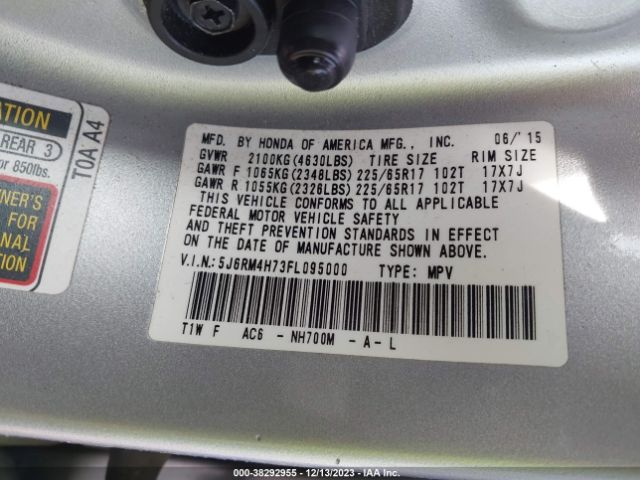 ATION
REAR 3
or 850lbs.
NER'S
FOR
NAL
TION
T0A A4
MFD. BY HONDA OF AMERICA MFG., INC. 06/'15
GVWR 2100KG(4630LBS) TIRE SIZE RIM SIZE
GAWR F 1065KG(2348LBS) 225/65R17 102T 17X7J
GAWR R 1055KG(2326LBS) 225/65R17 102T 17X7J
THIS VEHICLE CONFORMS TO ALL APPLICABLE
FEDERAL MOTOR VEHICLE SAFETY
AND THEFT PREVENTION STANDARDS IN EFFECT
ON THE DATE OF MANUFACTURE SHOWN ABOVE.
V.I.N.:5J6RM4H73FL095000 TYPE: MPV
T1W F AC6 - NH700M - A - L
000-38292955 - 12/13/2023 - IAA Inc.